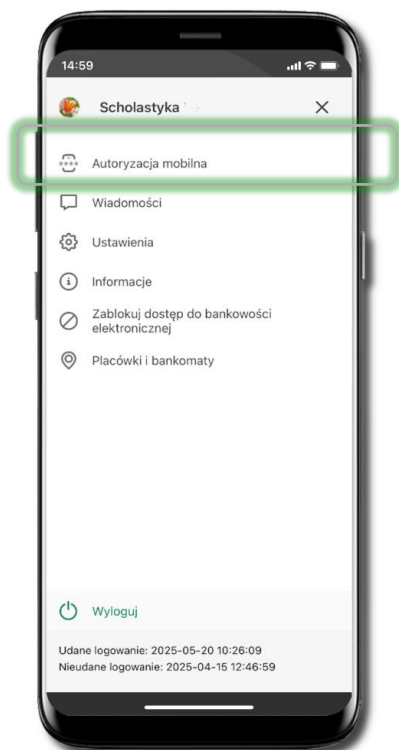 14:59
Scholastyka
Autoryzacja mobilna
Wiadomości
Ustawienia
Informacje
Zablokuj dostęp do bankowości
elektronicznej
Placówki i bankomaty
Wyloguj
Udane logowanie: 2025-05-20 10:26:09
Nieudane logowanie: 2025-04-15 12:46:59